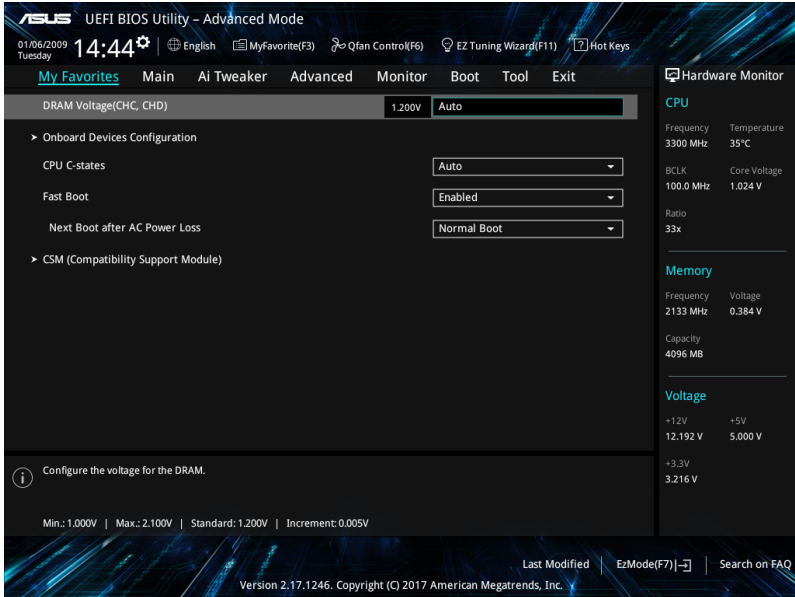 ASUS UEFI BIOS Utility – Advanced Mode
01/06/2009 Tuesday 14:44 English MyFavorite(F3) Qfan Control(F6) EZ Tuning Wizard(F11) ? Hot Keys
My Favorites Main Ai Tweaker Advanced Monitor Boot Tool Exit
DRAM Voltage(CHC, CHD) 1.200V Auto
> Onboard Devices Configuration
CPU C-states Auto
Fast Boot Enabled
Next Boot after AC Power Loss Normal Boot
> CSM (Compatibility Support Module)
Hardware Monitor
CPU
Frequency Temperature
3300 MHz 35°C
BCLK Core Voltage
100.0 MHz 1.024 V
Ratio
33x
Memory
Frequency Voltage
2133 MHz 0.384 V
Capacity
4096 MB
Voltage
+12V +5V
12.192 V 5.000 V
+3.3V
3.216 V
i Configure the voltage for the DRAM.
Min.: 1.000V | Max.: 2.100V | Standard: 1.200V | Increment: 0.005V
Last Modified | EzMode(F7) | Search on FAQ
Version 2.17.1246. Copyright (C) 2017 American Megatrends, Inc.